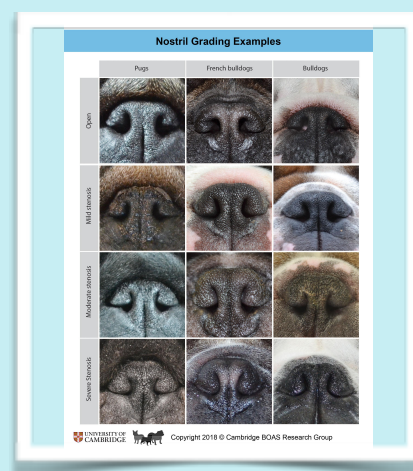 Nostril Grading Examples
Pugs
French bulldogs
Bulldogs
Open
Mild stenosis
Moderate stenosis
Severe Stenosis
UNIVERSITY OF
CAMBRIDGE
Copyright 2018 © Cambridge BOAS Research Group